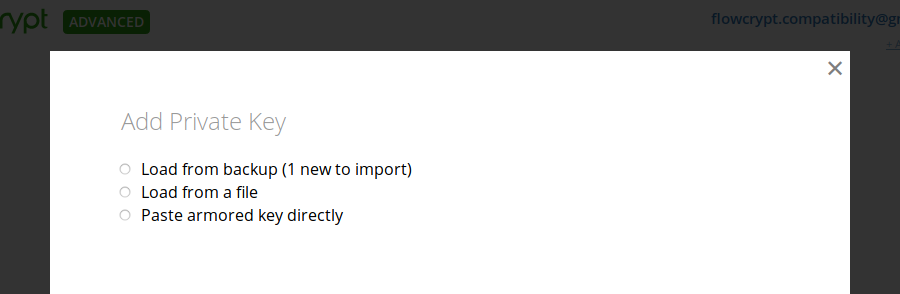 rypt ADVANCED
flowcrypt.compatibility@g
Add Private Key
Load from backup (1 new to import)
Load from a file
Paste armored key directly